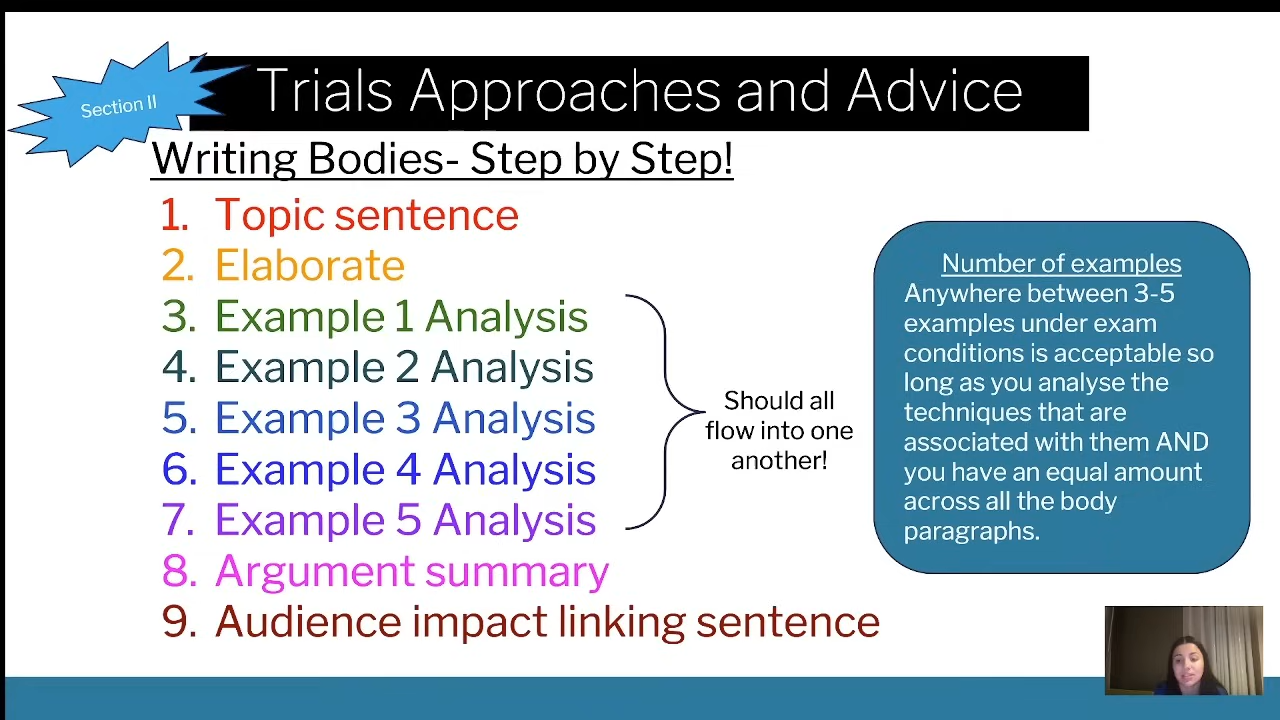 Section II
Trials Approaches and Advice
Writing Bodies- Step by Step!
1. Topic sentence
2. Elaborate
3. Example 1 Analysis
4. Example 2 Analysis
5. Example 3 Analysis
6. Example 4 Analysis
7. Example 5 Analysis
8. Argument summary
9. Audience impact linking sentence
Should all
flow into one
another!
Number of examples
Anywhere between 3-5
examples under exam
conditions is acceptable so
long as you analyse the
techniques that are
associated with them AND
you have an equal amount
across all the body
paragraphs.